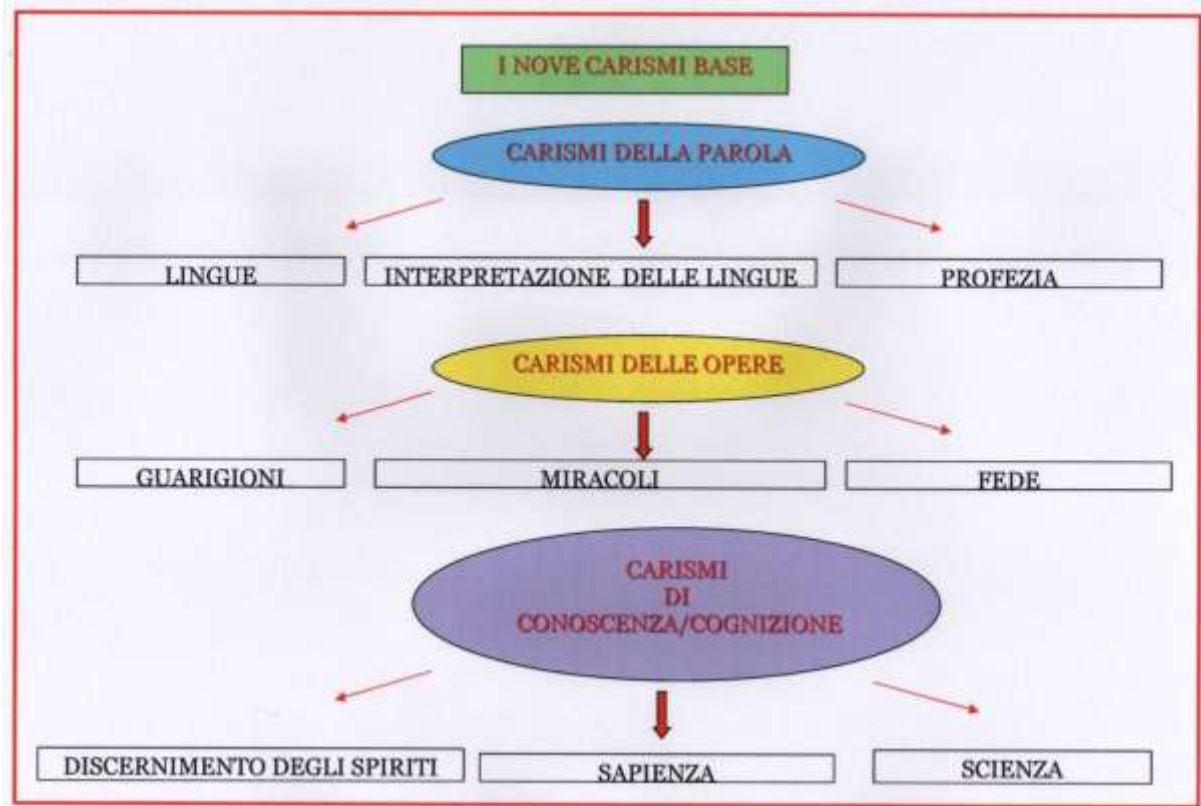 I NOVE CARISMI BASE
CARISMI DELLA PAROLA
LINGUE
INTERPRETAZIONE DELLE LINGUE
PROFEZIA
CARISMI DELLE OPERE
GUARIGIONI
MIRACOLI
FEDE
CARISMI
DI
CONOSCENZA/COGNIZIONE
DISCERNIMENTO DEGLI SPIRITI
SAPIENZA
SCIENZA